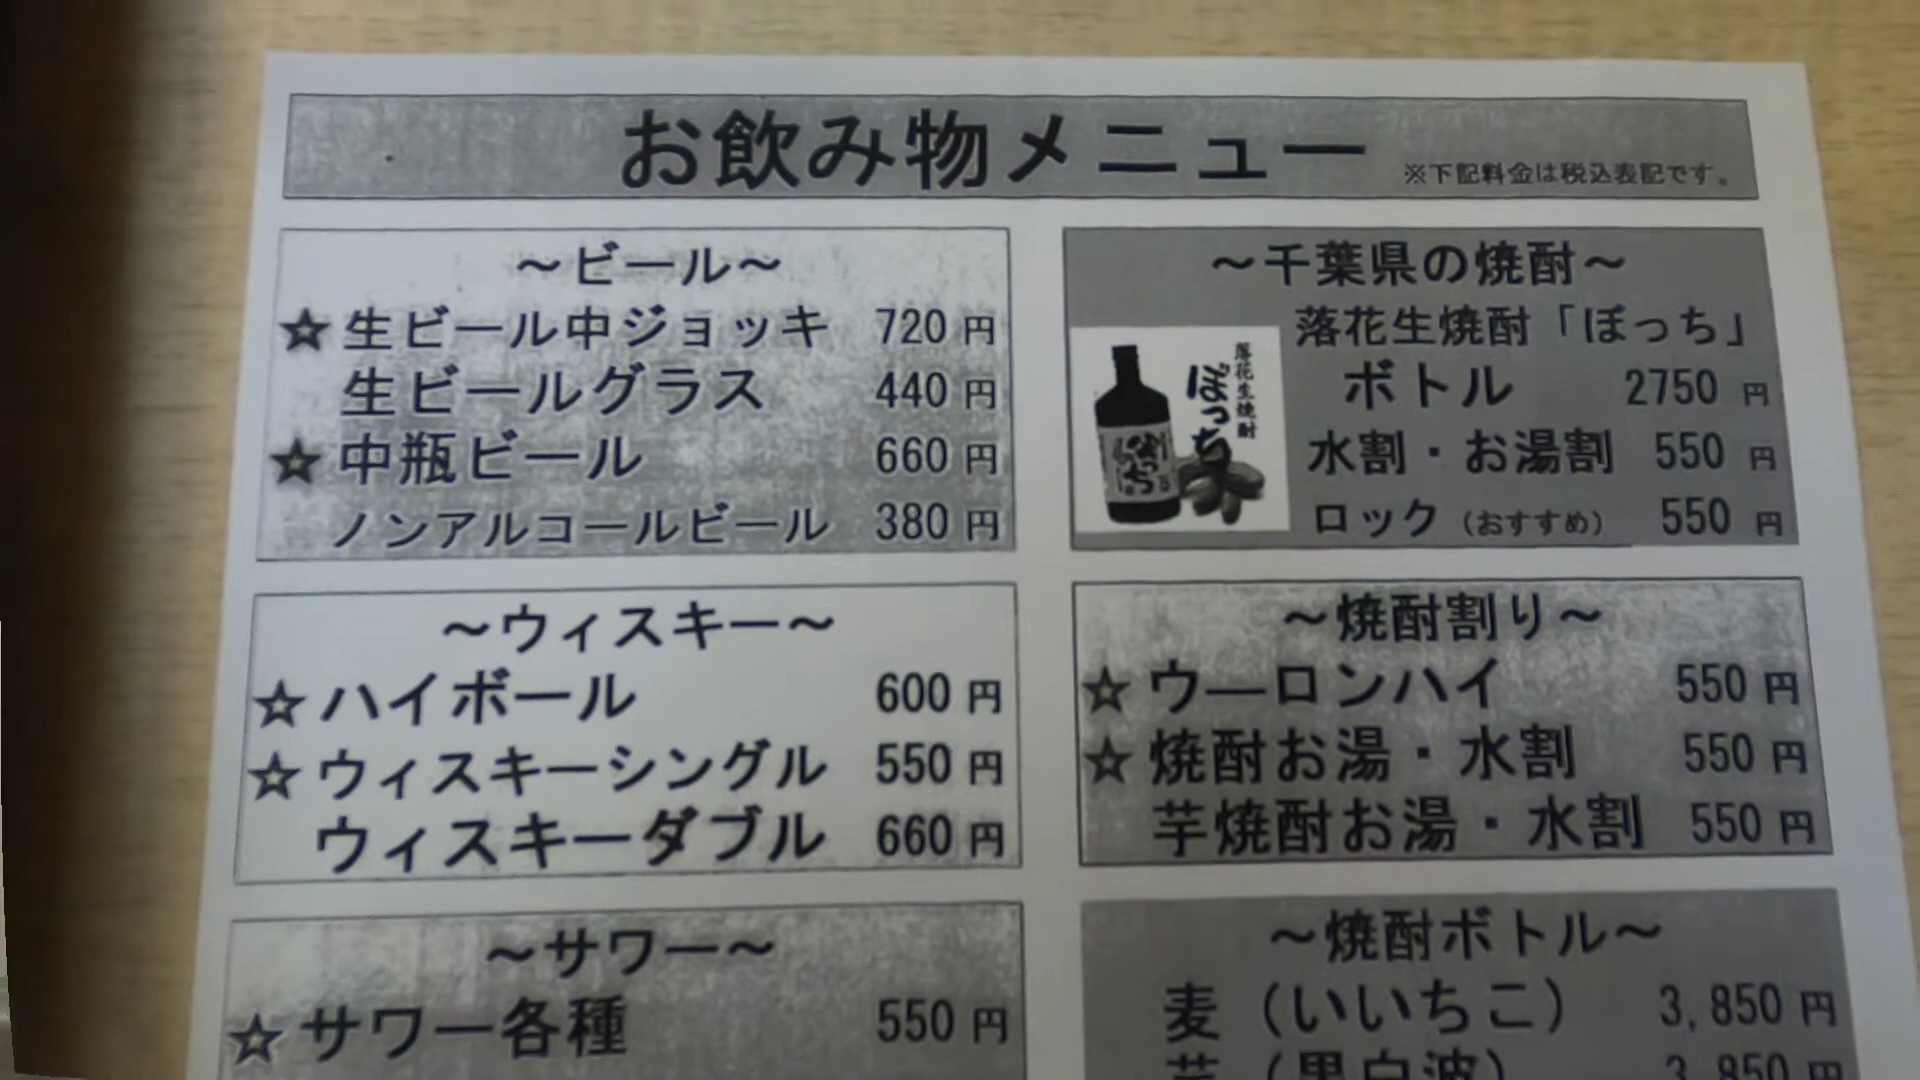 お飲み物メニュー
※下記料金は税込表記です。
～ビール～
☆生ビール中ジョッキ 720円
生ビールグラス 440円
☆中瓶ビール 660円
ノンアルコールビール 380円
～千葉県の焼酎～
落花生焼酎「ぼっち」
落花生焼酎
ぼっち
ボトル 2750円
水割・お湯割 550円
ロック（おすすめ） 550円
～ウィスキー～
☆ハイボール 600円
☆ウィスキーシングル 550円
ウィスキーダブル 660円
～焼酎割り～
☆ウーロンハイ 550円
☆焼酎お湯・水割 550円
芋焼酎お湯・水割 550円
～サワー～
☆サワー各種 550円
～焼酎ボトル～
麦（いいちこ） 3,850円
芋（黒白波） 3,850円